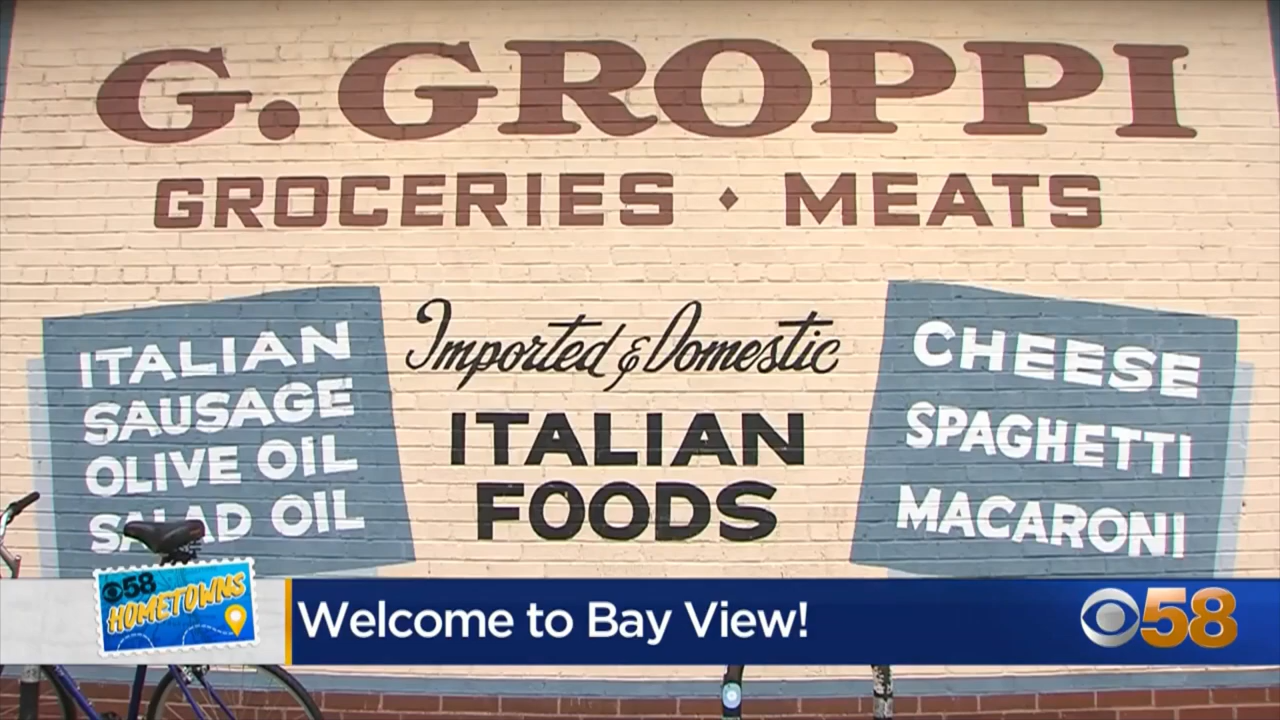 G. GROPPI
GROCERIES • MEATS
ITALIAN
SAUSAGE
OLIVE OIL
SALAD OIL
Imported & Domestic
ITALIAN
FOODS
CHEESE
SPAGHETTI
MACARONI
58
HOMETOWNS
Welcome to Bay View!
58